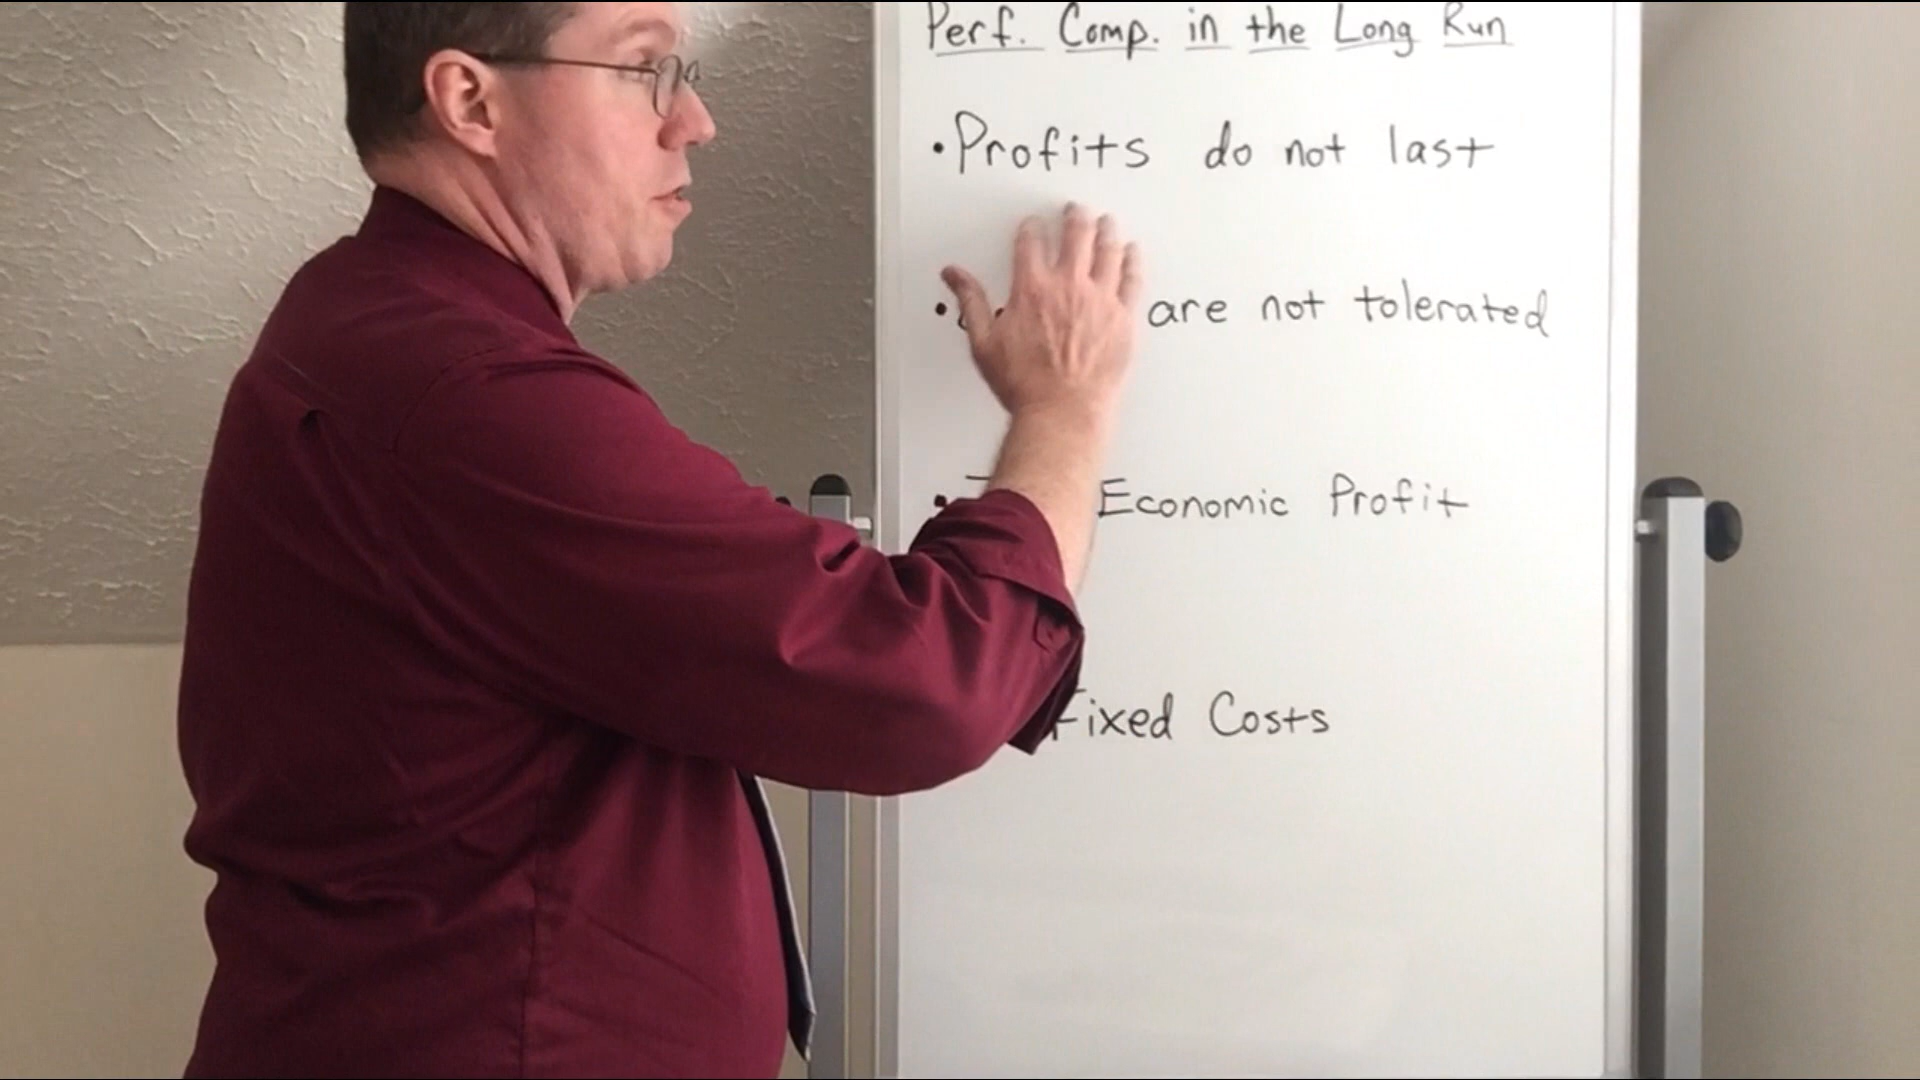 Perf. Comp. in the Long Run
• Profits do not last
• are not tolerated
• Economic Profit
Fixed Costs